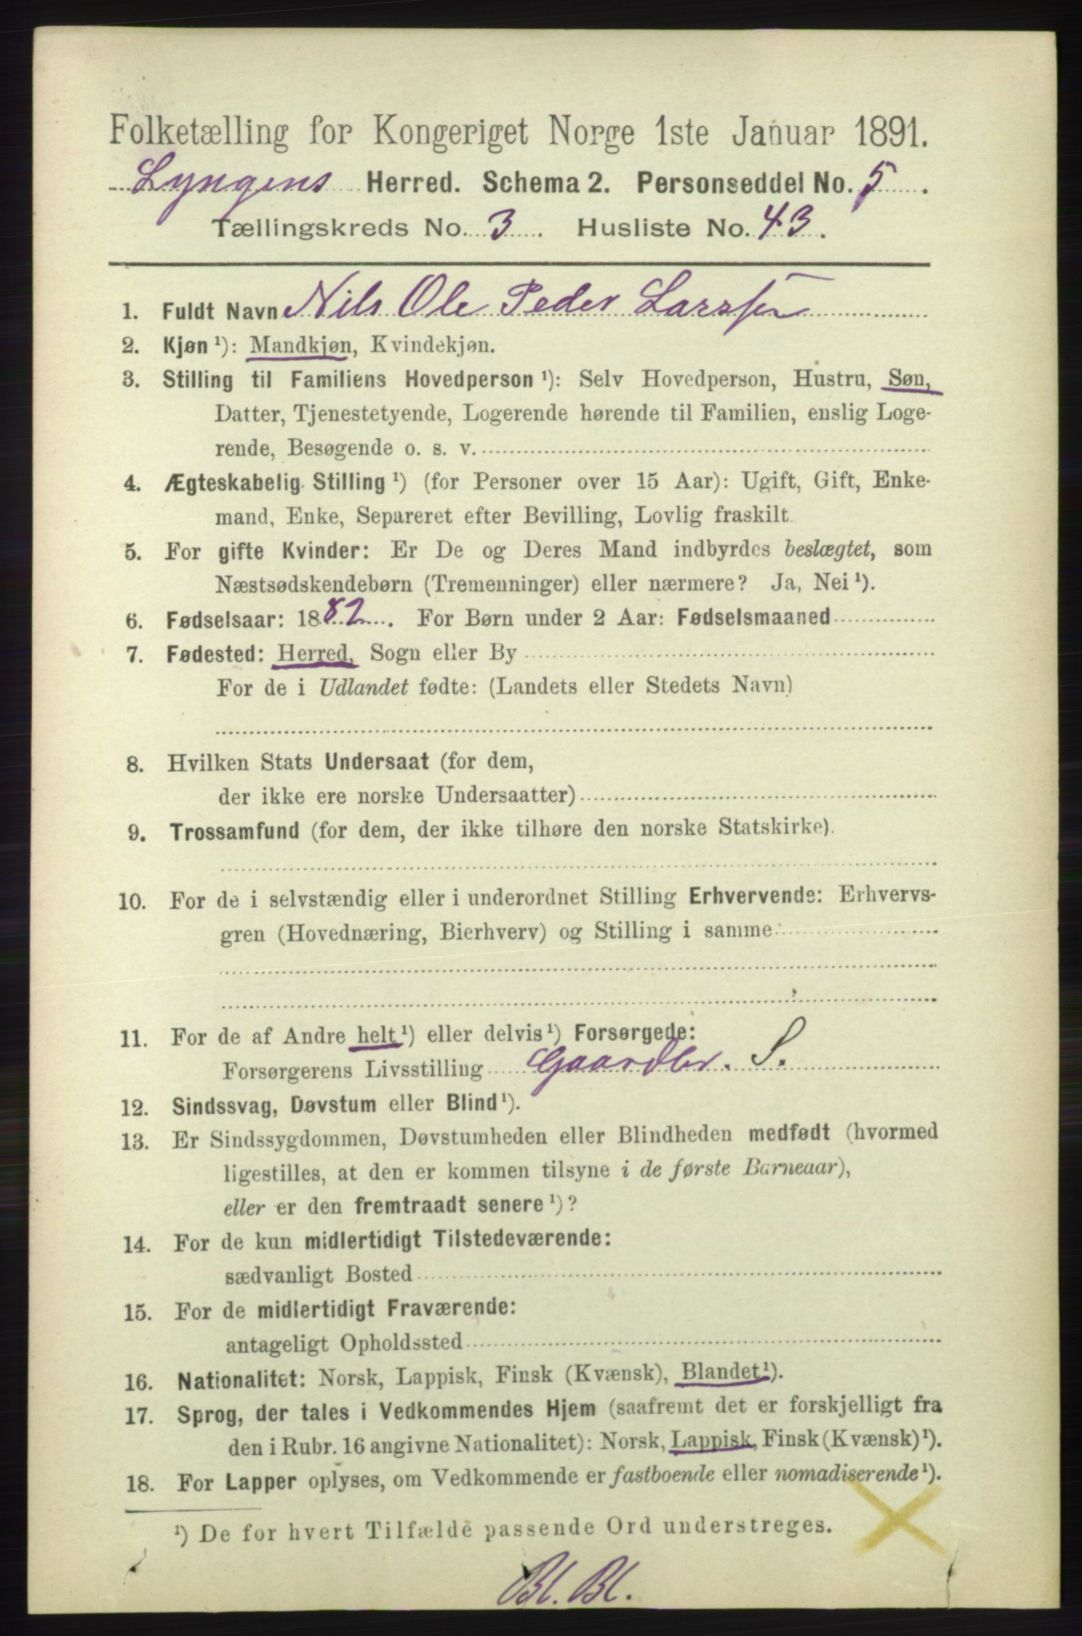 Folketælling for Kongeriget Norge 1ste Januar 1891.
Lyngens Herred. Schema 2. Personseddel No. 5.
Tællingskreds No. 3. Husliste No. 43.
1. Fuldt Navn Nils Ole Peder Larssen
2. Kjøn ¹): Mandkjøn, Kvindekjøn.
3. Stilling til Familiens Hovedperson ¹): Selv Hovedperson, Hustru, Søn,
Datter, Tjenestetyende, Logerende hørende til Familien, enslig Loge-
rende, Besøgende o. s. v.
4. Ægteskabelig Stilling ¹) (for Personer over 15 Aar): Ugift, Gift, Enke-
mand, Enke, Separeret efter Bevilling, Lovlig fraskilt
5. For gifte Kvinder: Er De og Deres Mand indbyrdes beslægtet, som
Næstsødskendebørn (Tremenninger) eller nærmere? Ja, Nei ¹).
6. Fødselsaar: 1882. For Børn under 2 Aar: Fødselsmaaned
7. Fødested: Herred, Sogn eller By
For de i Udlandet fødte: (Landets eller Stedets Navn)
8. Hvilken Stats Undersaat (for dem,
der ikke ere norske Undersaatter)
9. Trossamfund (for dem, der ikke tilhøre den norske Statskirke).
10. For de i selvstændig eller i underordnet Stilling Erhvervende: Erhvervs-
gren (Hovednæring, Bierhverv) og Stilling i samme
11. For de af Andre helt ¹) eller delvis ¹) Forsørgede:
Forsørgerens Livsstilling Gaardbr. S.
12. Sindssvag, Døvstum eller Blind ¹).
13. Er Sindssygdommen, Døvstumheden eller Blindheden medfødt (hvormed
ligestilles, at den er kommen tilsyne i de første Barneaar),
eller er den fremtraadt senere ¹)?
14. For de kun midlertidigt Tilstedeværende:
sædvanligt Bosted
15. For de midlertidigt Fraværende:
antageligt Opholdssted
16. Nationalitet: Norsk, Lappisk, Finsk (Kvænsk), Blandet ¹).
17. Sprog, der tales i Vedkommendes Hjem (saafremt det er forskjelligt fra
den i Rubr. 16 angivne Nationalitet): Norsk, Lappisk, Finsk (Kvænsk) ¹).
18. For Lapper oplyses, om Vedkommende er fastboende eller nomadiserende ¹).
¹) De for hvert Tilfælde passende Ord understreges.
Bl. Bl.